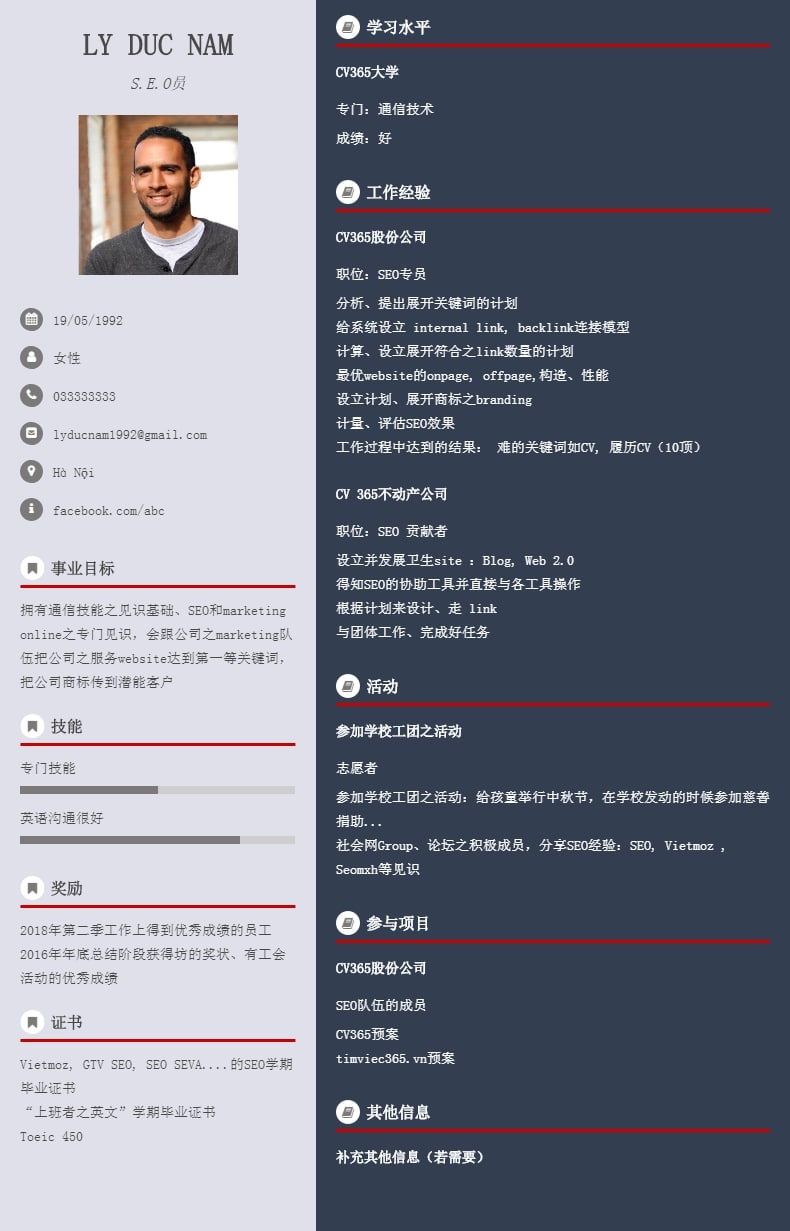 LY DUC NAM
S.E.O员
19/05/1992
女性
033333333
lyducnam1992@gmail.com
Hà Nội
facebook.com/abc
事业目标
拥有通信技能之见识基础、SEO和marketing
online之专门见识，会跟公司之marketing队
伍把公司之服务website达到第一等关键词，
把公司商标传到潜能客户
技能
专门技能
英语沟通很好
奖励
2018年第二季工作上得到优秀成绩的员工
2016年年底总结阶段获得坊的奖状、有工会
活动的优秀成绩
证书
Vietmoz, GTV SEO, SEO SEVA....的SEO学期
毕业证书
“上班者之英文”学期毕业证书
Toeic 450
学习水平
CV365大学
专门：通信技术
成绩：好
工作经验
CV365股份公司
职位：SEO专员
分析、提出展开关键词的计划
给系统设立 internal link, backlink连接模型
计算、设立展开符合之link数量的计划
最优website的onpage, offpage,构造、性能
设立计划、展开商标之branding
计量、评估SEO效果
工作过程中达到的结果： 难的关键词如CV, 履历CV（10顶）
CV 365不动产公司
职位：SEO 贡献者
设立并发展卫生site ：Blog, Web 2.0
得知SEO的协助工具并直接与各工具操作
根据计划来设计、走 link
与团体工作、完成好任务
活动
参加学校工团之活动
志愿者
参加学校工团之活动：给孩童举行中秋节，在学校发动的时候参加慈善
捐助...
社会网Group、论坛之积极成员，分享SEO经验：SEO, Vietmoz ,
Seomxh等见识
参与项目
CV365股份公司
SEO队伍的成员
CV365预案
timviec365.vn预案
其他信息
补充其他信息（若需要）